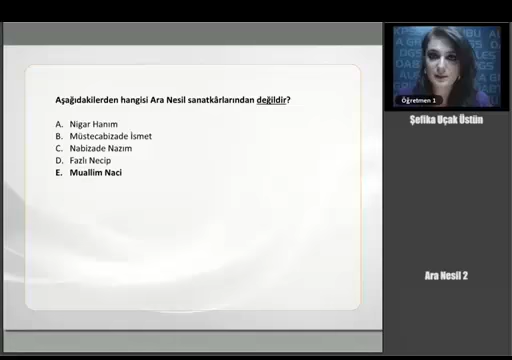 Aşağıdakilerden hangisi Ara Nesil sanatkârlarından değildir?
A. Nigar Hanım
B. Müstecabizade İsmet
C. Nabizade Nazım
D. Fazlı Necip
E. Muallim Naci
Öğretmen 1
Şefika Uçak Üstün
Ara Nesil 2